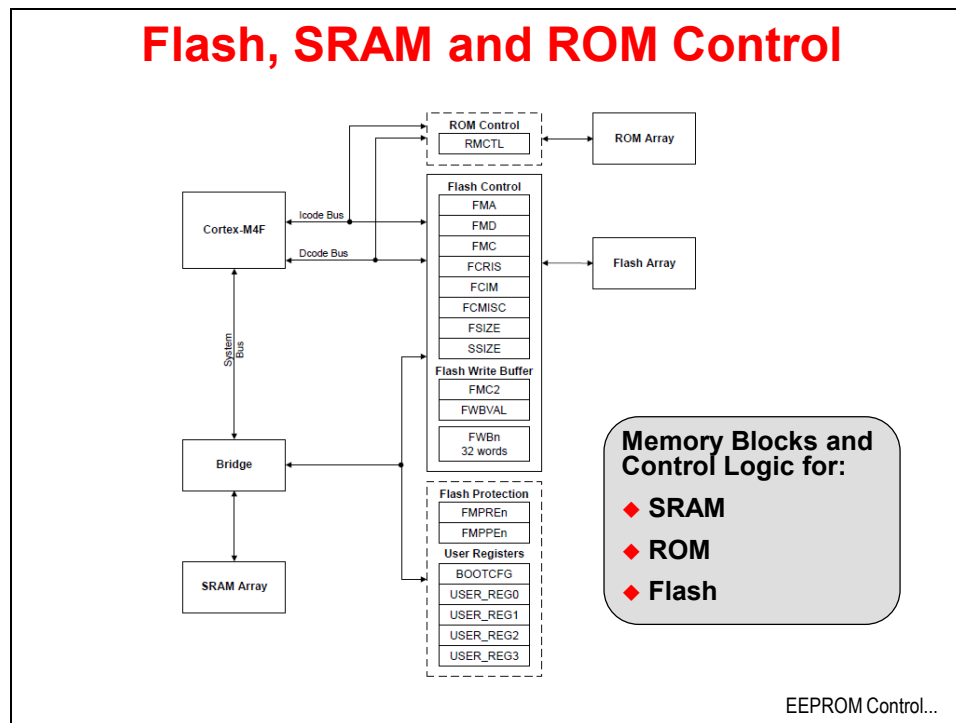 Flash, SRAM and ROM Control
ROM Control
RMCTL
ROM Array
Flash Control
FMA
FMD
FMC
FCRIS
FCIM
FCMISC
FSIZE
SSIZE
Flash Write Buffer
FMC2
FWBVAL
FWBn
32 words
Cortex-M4F
Icode Bus
Dcode Bus
Flash Array
System
Bus
Bridge
SRAM Array
Flash Protection
FMPREn
FMPPEn
User Registers
BOOTCFG
USER_REG0
USER_REG1
USER_REG2
USER_REG3
Memory Blocks and
Control Logic for:
◆ SRAM
◆ ROM
◆ Flash
EEPROM Control...